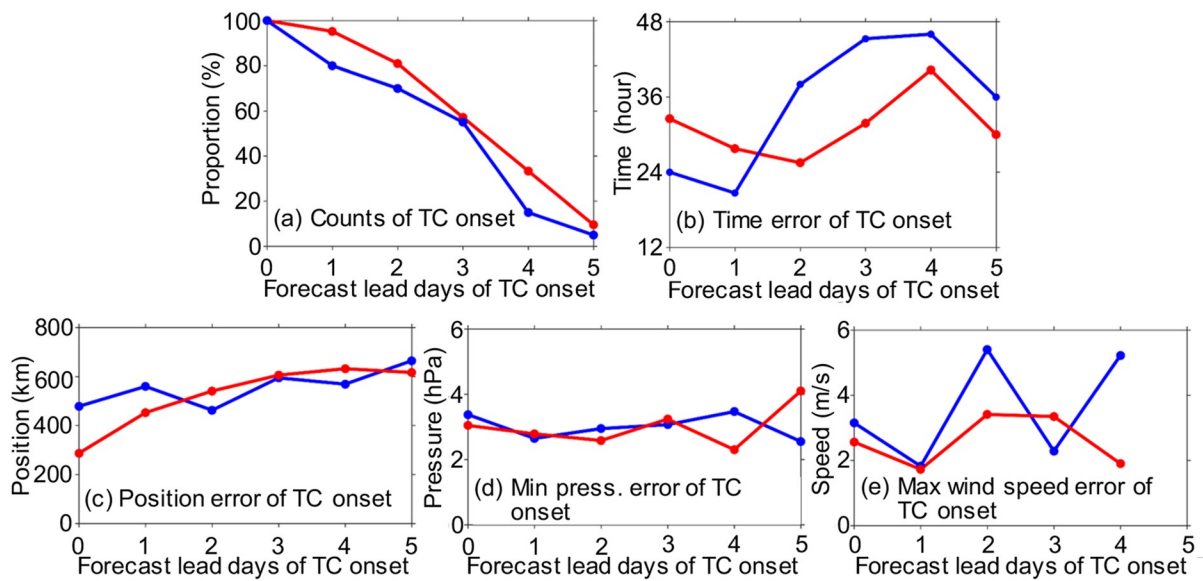 Proportion (%)
100
80
60
40
20
0
(a) Counts of TC onset
0 1 2 3 4 5
Forecast lead days of TC onset
Time (hour)
48
36
24
12
(b) Time error of TC onset
0 1 2 3 4 5
Forecast lead days of TC onset
Position (km)
800
600
400
200
0
(c) Position error of TC onset
0 1 2 3 4 5
Forecast lead days of TC onset
Pressure (hPa)
6
4
2
0
(d) Min press. error of TC
onset
0 1 2 3 4 5
Forecast lead days of TC onset
Speed (m/s)
6
4
2
0
(e) Max wind speed error of
TC onset
0 1 2 3 4 5
Forecast lead days of TC onset